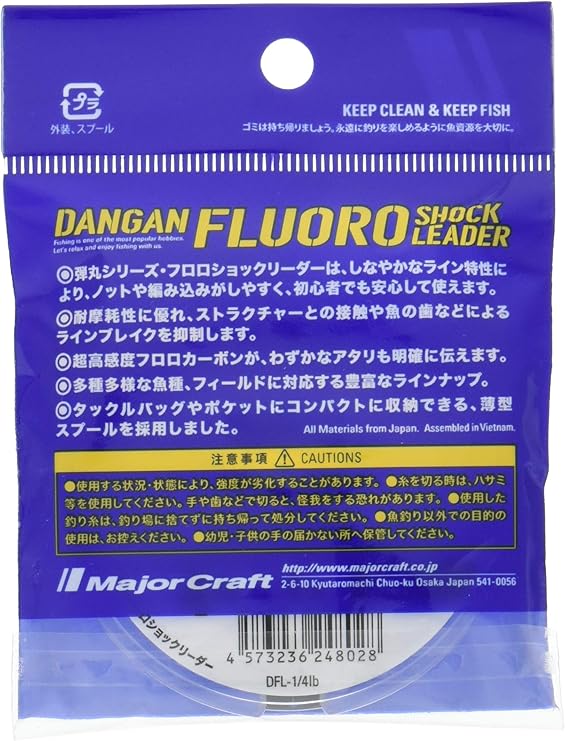 プラ
外装、スプール
KEEP CLEAN & KEEP FISH
ゴミは持ち帰りましょう。永遠に釣りを楽しめるように魚資源を大切に。
DANGAN FLUORO SHOCK LEADER
Fishing is one of the most popular hobbies.
Let's relax and enjoy fishing with us.
◎弾丸シリーズ・フロロショックリーダーは、しなやかなライン特性に
より、ノットや編み込みがしやすく、初心者でも安心して使えます。
◎耐摩耗性に優れ、ストラクチャーとの接触や魚の歯などによる
ラインブレイクを抑制します。
◎超高感度フロロカーボンが、わずかなアタリも明確に伝えます。
◎多種多様な魚種、フィールドに対応する豊富なラインナップ。
◎タックルバッグやポケットにコンパクトに収納できる、薄型
スプールを採用しました。
All Materials from Japan. Assembled in Vietnam.
注意事項 CAUTIONS
●使用する状況・状態により、強度が劣化することがあります。●糸を切る時は、ハサミ
等を使用してください。手や歯などで切ると、怪我をする恐れがあります。●使用した
釣り糸は、釣り場に捨てずに持ち帰って処分してください。●魚釣り以外での目的の
使用は、お控えください。●幼児・子供の手の届かない所へ保管してください。
Major Craft
http://www.majorcraft.co.jp
2-6-10 Kyutaromachi Chuo-ku Osaka Japan 541-0056
ロショックリーダー
4 573236 248028
DFL-1/4lb